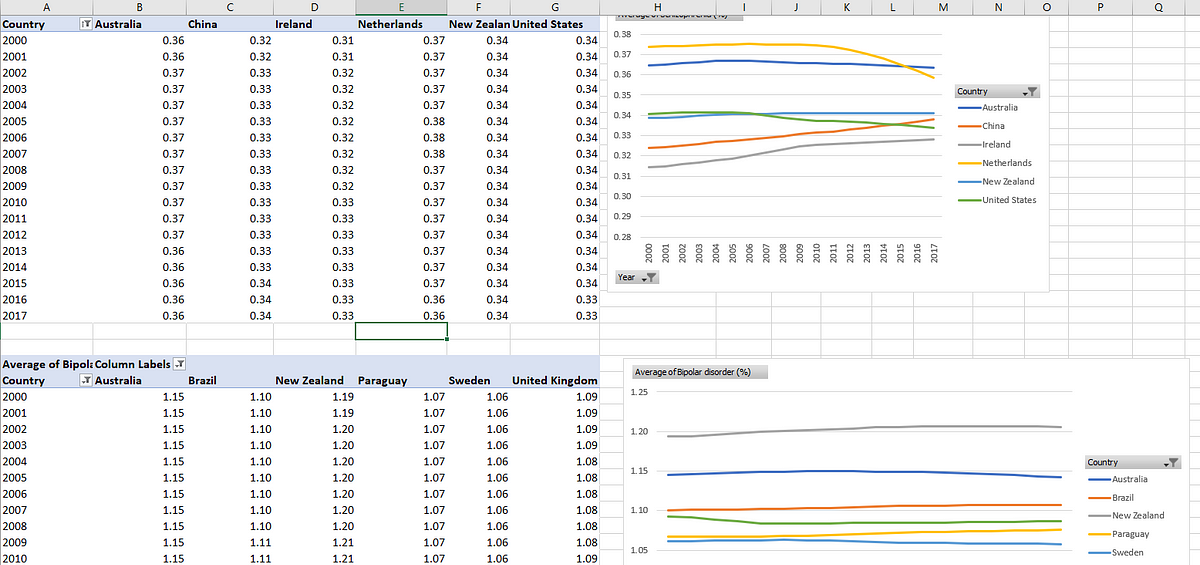 A B C D E F G H I J K L M N O P Q
Country Australia China Ireland Netherlands New Zealan United States
2000 0.36 0.32 0.31 0.37 0.34 0.34
2001 0.36 0.32 0.31 0.37 0.34 0.34
2002 0.37 0.33 0.32 0.37 0.34 0.34
2003 0.37 0.33 0.32 0.37 0.34 0.34
2004 0.37 0.33 0.32 0.37 0.34 0.34
2005 0.37 0.33 0.32 0.38 0.34 0.34
2006 0.37 0.33 0.32 0.38 0.34 0.34
2007 0.37 0.33 0.32 0.38 0.34 0.34
2008 0.37 0.33 0.32 0.37 0.34 0.34
2009 0.37 0.33 0.32 0.37 0.34 0.34
2010 0.37 0.33 0.33 0.37 0.34 0.34
2011 0.37 0.33 0.33 0.37 0.34 0.34
2012 0.37 0.33 0.33 0.37 0.34 0.34
2013 0.36 0.33 0.33 0.37 0.34 0.34
2014 0.36 0.33 0.33 0.37 0.34 0.34
2015 0.36 0.34 0.33 0.37 0.34 0.34
2016 0.36 0.34 0.33 0.36 0.34 0.33
2017 0.36 0.34 0.33 0.36 0.34 0.33
0.38
0.37
0.36
0.35
0.34
0.33
0.32
0.31
0.30
0.29
0.28
2000 2001 2002 2003 2004 2005 2006 2007 2008 2009 2010 2011 2012 2013 2014 2015 2016 2017
Year
Country
Australia
China
Ireland
Netherlands
New Zealand
United States
Average of Bipol Column Labels
Country Australia Brazil New Zealand Paraguay Sweden United Kingdom
2000 1.15 1.10 1.19 1.07 1.06 1.09
2001 1.15 1.10 1.19 1.07 1.06 1.09
2002 1.15 1.10 1.20 1.07 1.06 1.09
2003 1.15 1.10 1.20 1.07 1.06 1.09
2004 1.15 1.10 1.20 1.07 1.06 1.08
2005 1.15 1.10 1.20 1.07 1.06 1.08
2006 1.15 1.10 1.20 1.07 1.06 1.08
2007 1.15 1.10 1.20 1.07 1.06 1.08
2008 1.15 1.10 1.20 1.07 1.06 1.08
2009 1.15 1.11 1.21 1.07 1.06 1.08
2010 1.15 1.11 1.21 1.07 1.06 1.09
Average of Bipolar disorder (%)
1.25
1.20
1.15
1.10
1.05
Country
Australia
Brazil
New Zealand
Paraguay
Sweden